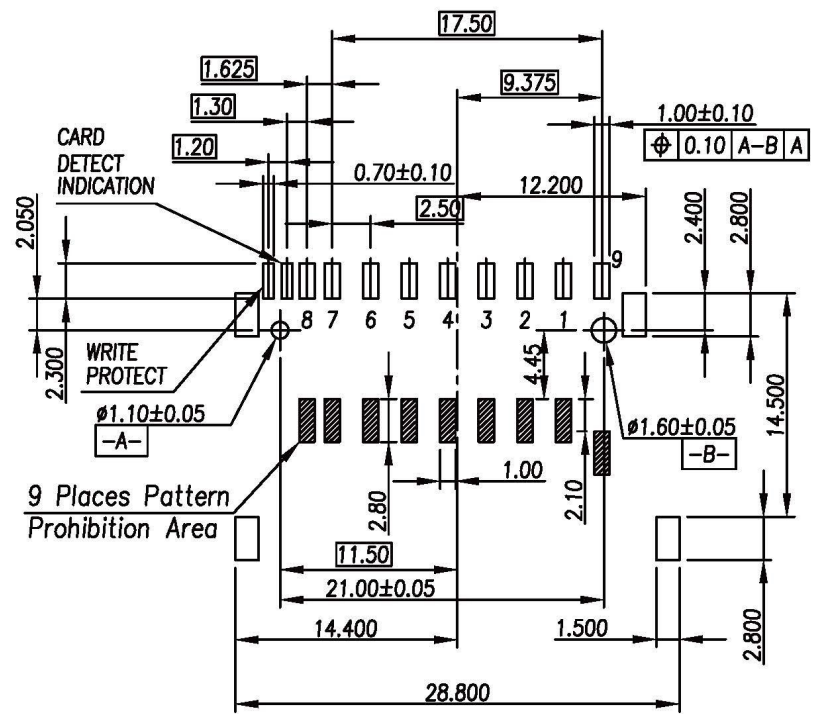 17.50
1.625
9.375
1.30
1.00±0.10
⌖ 0.10 A-B A
CARD
DETECT
INDICATION
1.20
0.70±0.10
12.200
2.50
2.050
2.400
2.800
9
8 7 6 5 4 3 2 1
WRITE
PROTECT
2.300
4.45
14.500
ø1.10±0.05
-A-
ø1.60±0.05
-B-
1.00
2.80
2.10
9 Places Pattern
Prohibition Area
11.50
21.00±0.05
14.400
1.500
2.800
28.800